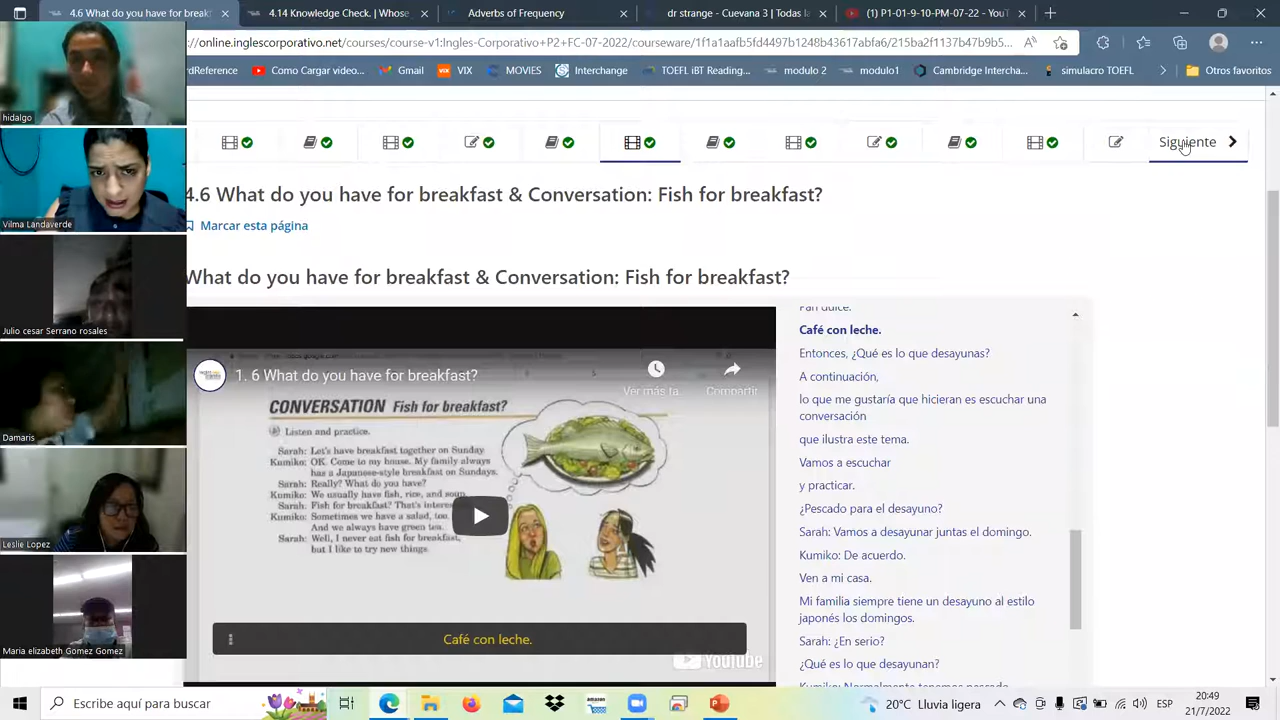 4.6 What do you have for breakfast
4.14 Knowledge Check. Whose
Adverbs of Frequency
dr strange - Cuevana 3 | Todas l
(1) P1-01-9-10_PM-07-22 - YouT
//online.inglescorporativo.net/courses/course-v1:Ingles-Corporativo+P2+FC-07-2022/courseware/1f1a1aafb5fd4497b1248b43617abfa6/215ba2f1137b47b9b5...
rdReference
Como Cargar vídeo...
Gmail
VIX
MOVIES
Interchange
TOEFL iBT Reading...
modulo 2
modulo1
Cambridge Intercha...
simulacro TOEFL
Otros favoritos
Siguiente
4.6 What do you have for breakfast & Conversation: Fish for breakfast?
Marcar esta página
What do you have for breakfast & Conversation: Fish for breakfast?
1. 6 What do you have for breakfast?
Ver más ta...
Compartir
CONVERSATION Fish for breakfast?
Listen and practice.
Sarah: Let's have breakfast together on Sunday
Kumiko: OK. Come to my house. My family always
has a Japanese-style breakfast on Sundays.
Sarah: Really? What do you have?
Kumiko: We usually have fish, rice, and soup.
Sarah: Fish for breakfast? That's
Kumiko: Sometimes we have a salad, too.
And we always have green tea.
Sarah: Well, I never eat fish for breakfast,
but I like to try new things.
Café con leche.
YouTube
Pan dulce.
Café con leche.
Entonces, ¿Qué es lo que desayunas?
A continuación,
lo que me gustaría que hicieran es escuchar una
conversación
que ilustra este tema.
Vamos a escuchar
y practicar.
¿Pescado para el desayuno?
Sarah: Vamos a desayunar juntas el domingo.
Kumiko: De acuerdo.
Ven a mi casa.
Mi familia siempre tiene un desayuno al estilo
japonés los domingos.
Sarah: ¿En serio?
¿Qué es lo que desayunan?
Kumiko: Normalmente tenemos pescado,
hidalgo
Vilma Landaverde
Julio cesar Serrano rosales
Damaris
Leslie Lopez
Maria elizabeth Gomez Gomez
Escribe aquí para buscar
amazon
20°C Lluvia ligera
ESP
20:49
21/7/2022